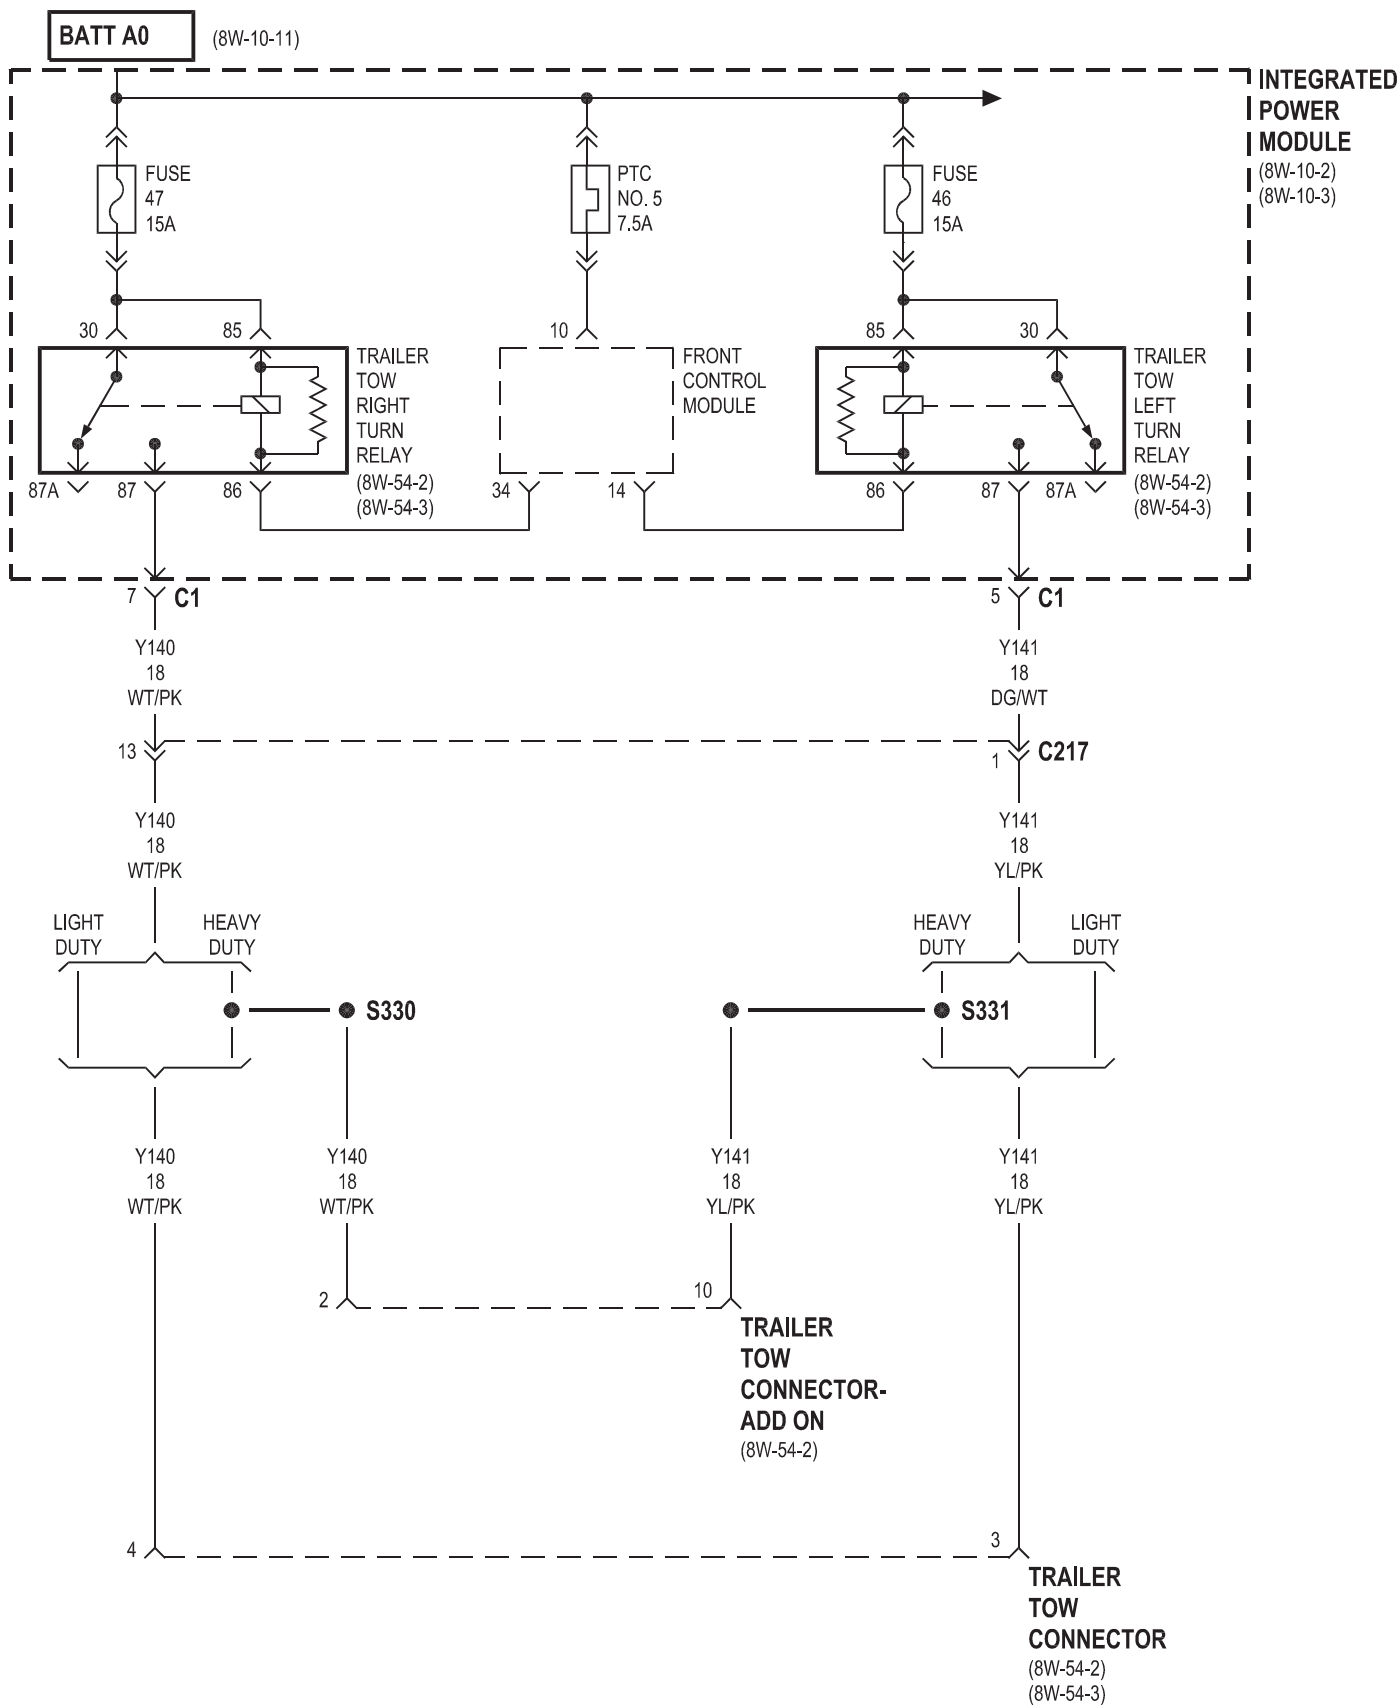 BATT A0
(8W-10-11)
INTEGRATED
POWER
MODULE
(8W-10-2)
(8W-10-3)
FUSE
47
15A
PTC
NO. 5
7.5A
FUSE
46
15A
30
85
10
85
30
TRAILER
TOW
RIGHT
TURN
RELAY
(8W-54-2)
(8W-54-3)
FRONT
CONTROL
MODULE
TRAILER
TOW
LEFT
TURN
RELAY
(8W-54-2)
(8W-54-3)
87A
87
86
34
14
86
87
87A
7
C1
5
C1
Y140
18
WT/PK
Y141
18
DG/WT
13
1
C217
Y140
18
WT/PK
Y141
18
YL/PK
LIGHT
DUTY
HEAVY
DUTY
HEAVY
DUTY
LIGHT
DUTY
S330
S331
Y140
18
WT/PK
Y140
18
WT/PK
Y141
18
YL/PK
Y141
18
YL/PK
2
10
TRAILER
TOW
CONNECTOR-
ADD ON
(8W-54-2)
4
3
TRAILER
TOW
CONNECTOR
(8W-54-2)
(8W-54-3)